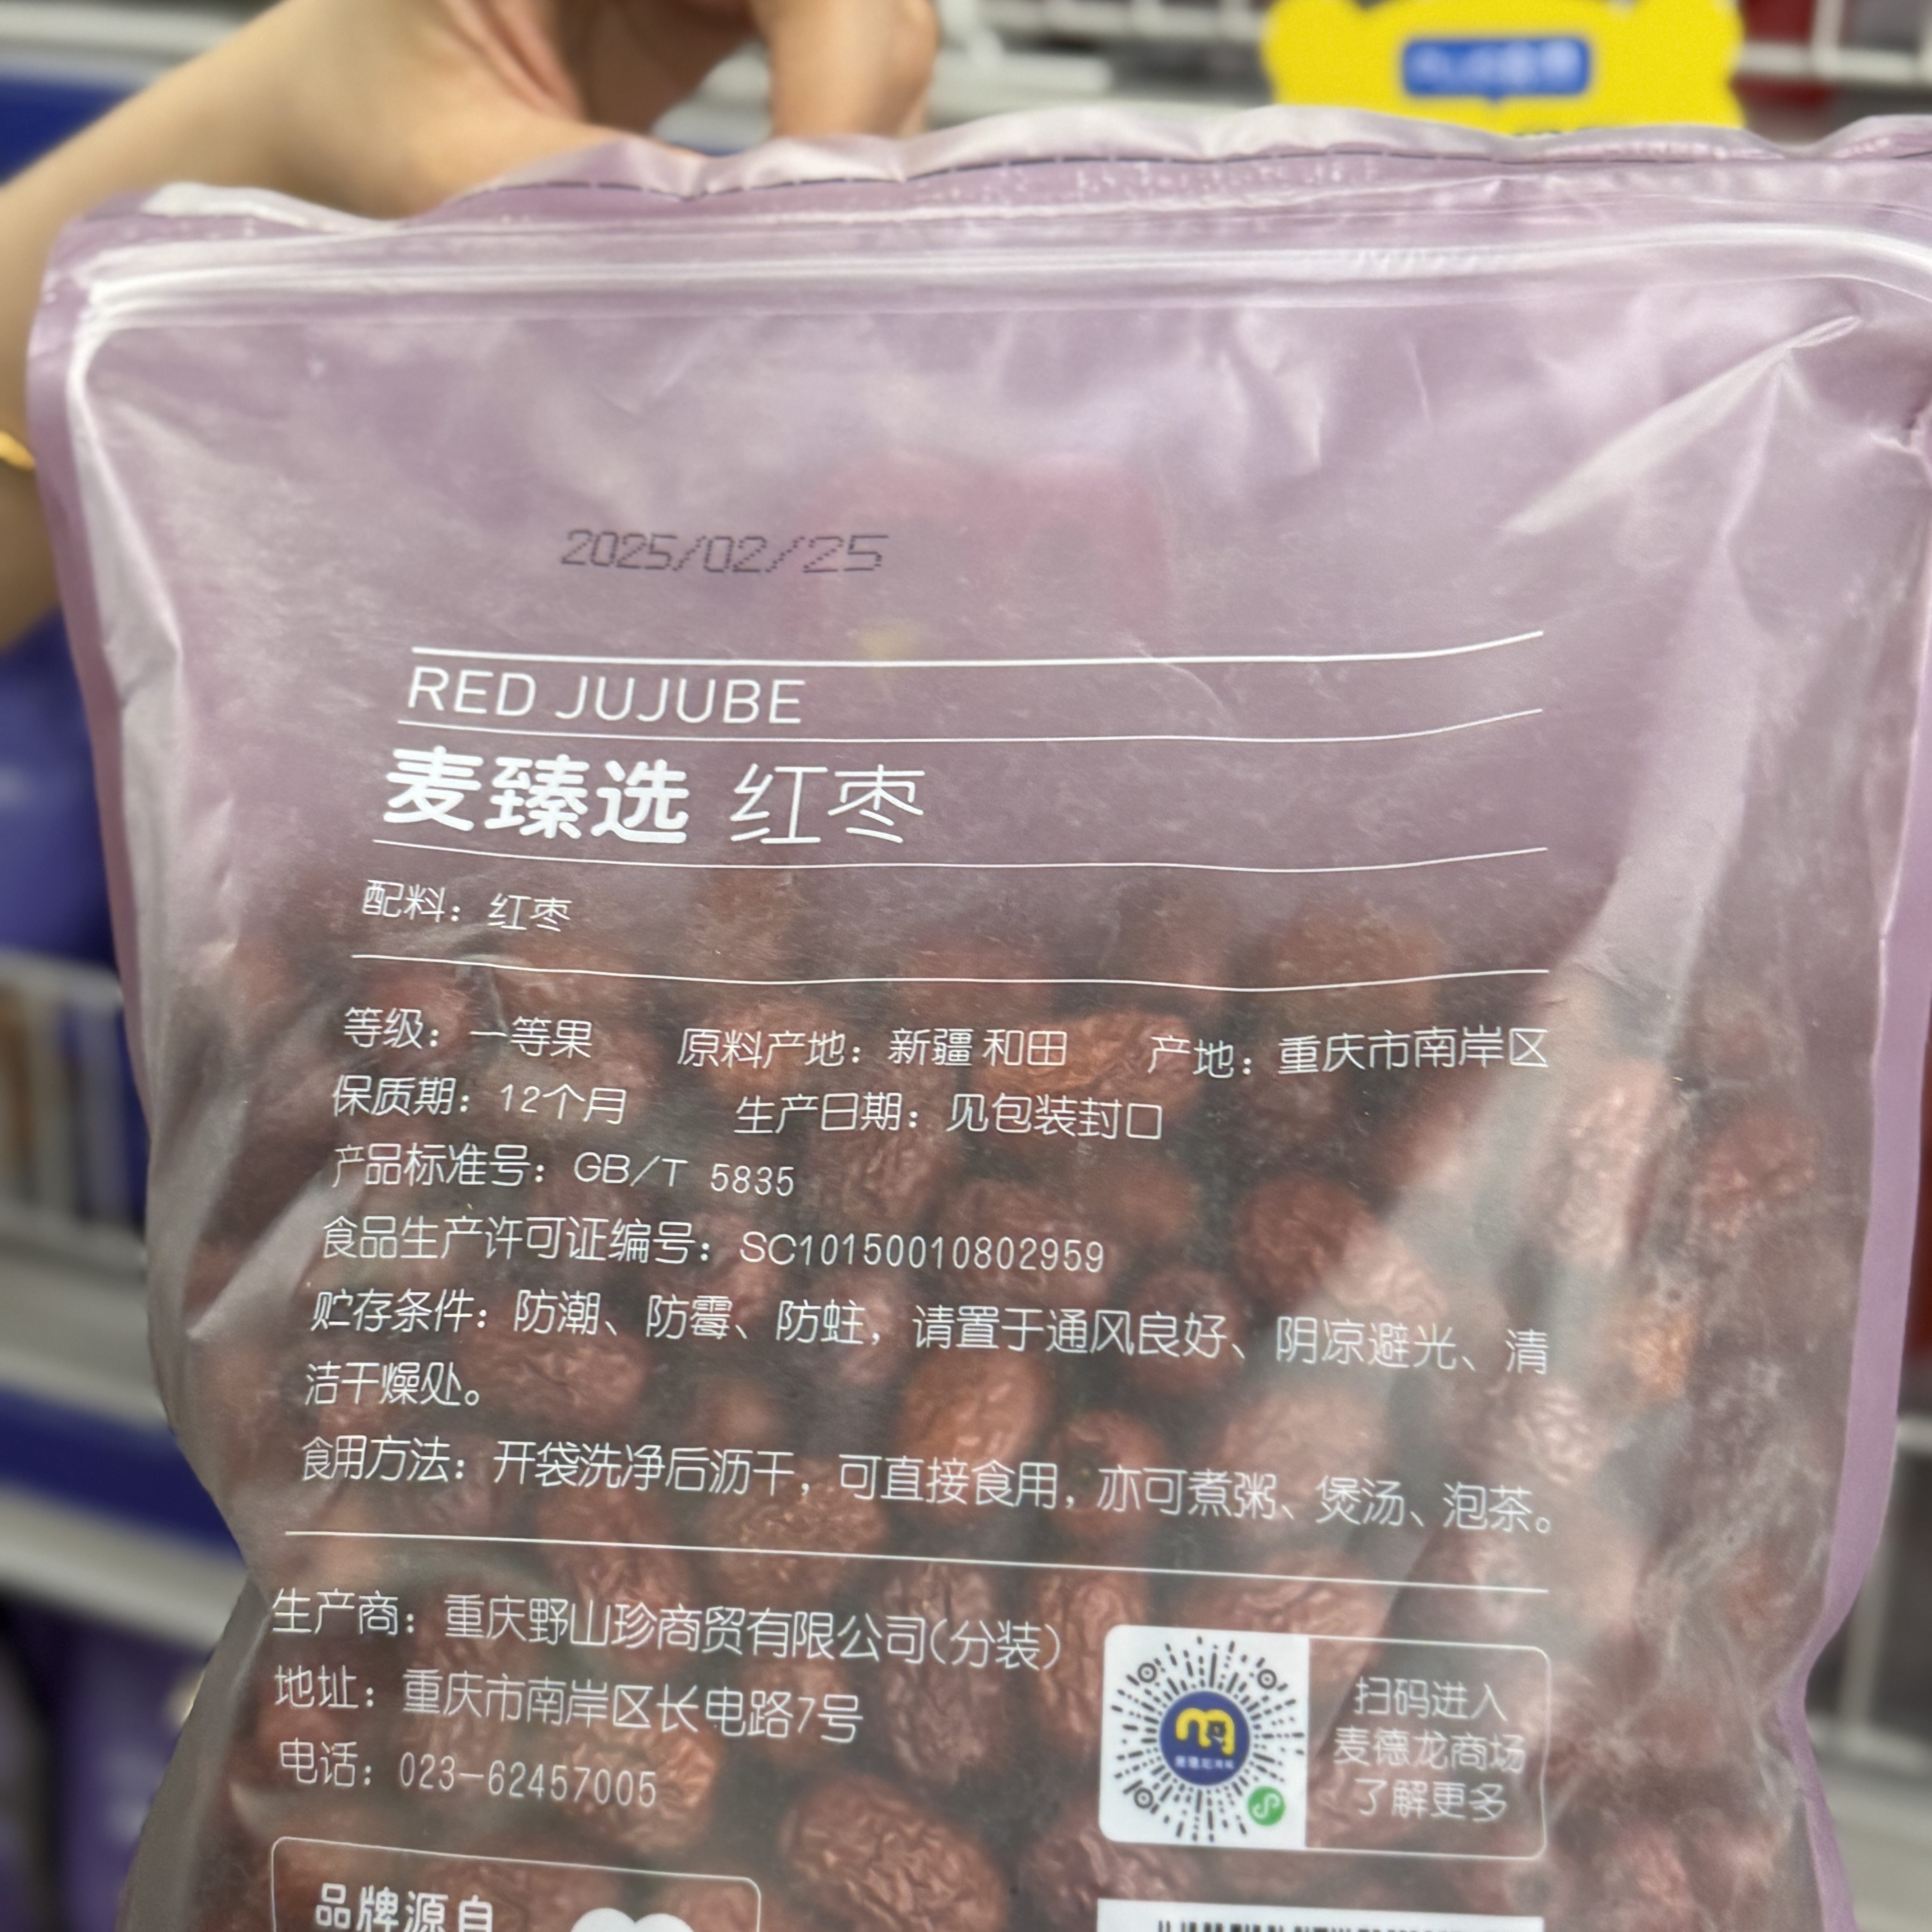 2025/02/25
RED JUJUBE
麦臻选 红枣
配料：红枣
等级：一等果 原料产地：新疆和田 产地：重庆市南岸区
保质期：12个月 生产日期：见包装封口
产品标准号：GB/T 5835
食品生产许可证编号：SC10150010802959
贮存条件：防潮、防霉、防蛀，请置于通风良好、阴凉避光、清
洁干燥处。
食用方法：开袋洗净后沥干，可直接食用，亦可煮粥、煲汤、泡茶。
生产商：重庆野山珍商贸有限公司(分装)
地址：重庆市南岸区长电路7号
电话：023-62457005
扫码进入
麦德龙商场
了解更多
品牌源自